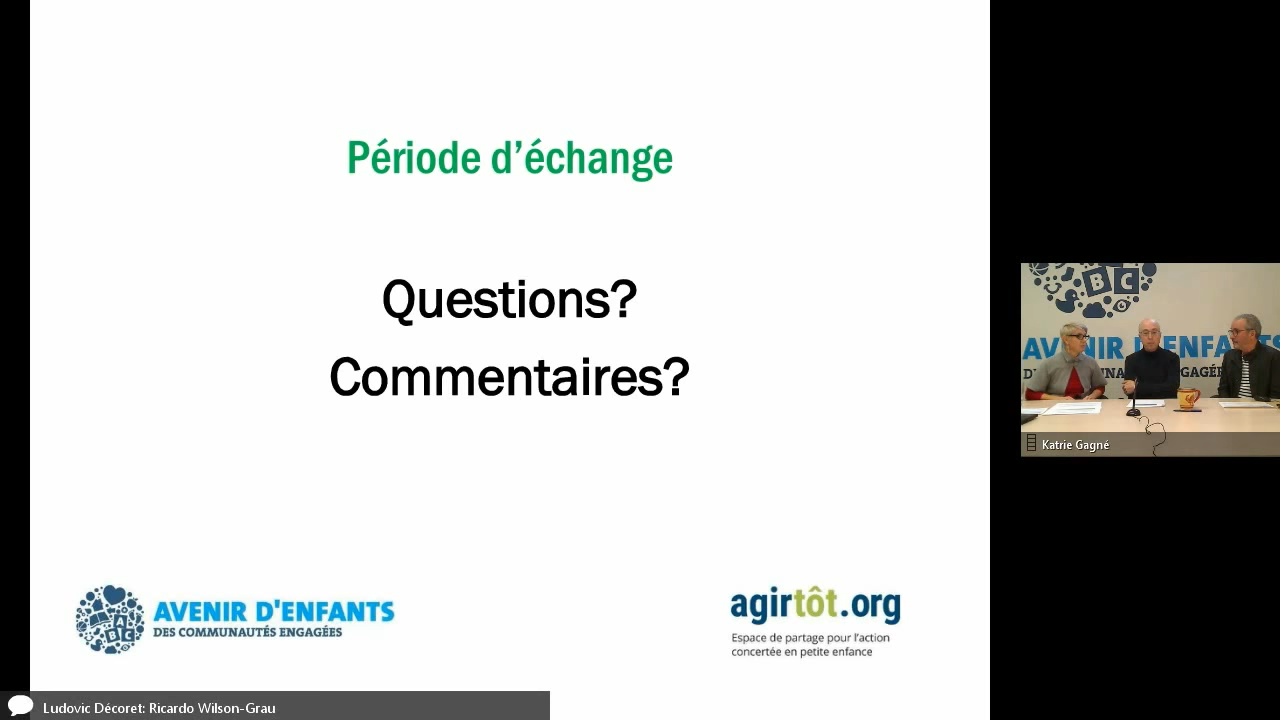 Période d'échange
Questions?
Commentaires?
AVENIR D'ENFANTS
DES COMMUNAUTÉS ENGAGÉES
agirtôt.org
Espace de partage pour l'action
concertée en petite enfance
BC
Katrie Gagné
Ludovic Décoret: Ricardo Wilson-Grau